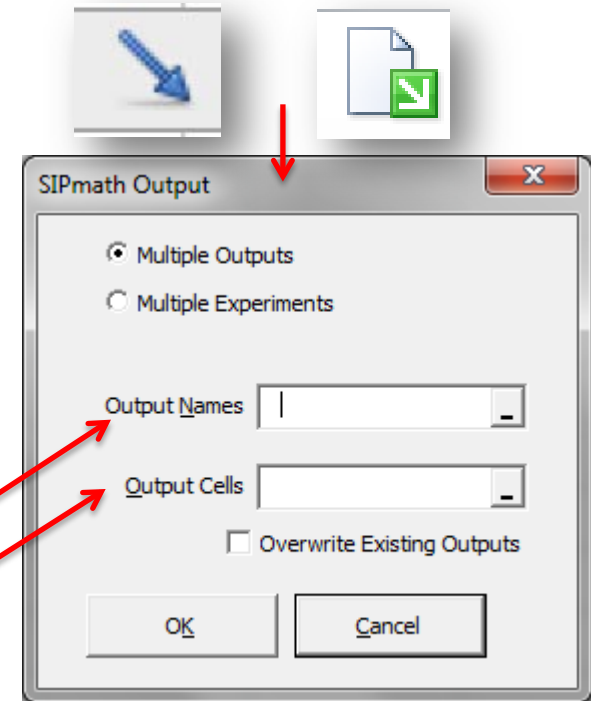 SIPmath Output
x
Multiple Outputs
Multiple Experiments
Output Names
Output Cells
Overwrite Existing Outputs
OK
Cancel